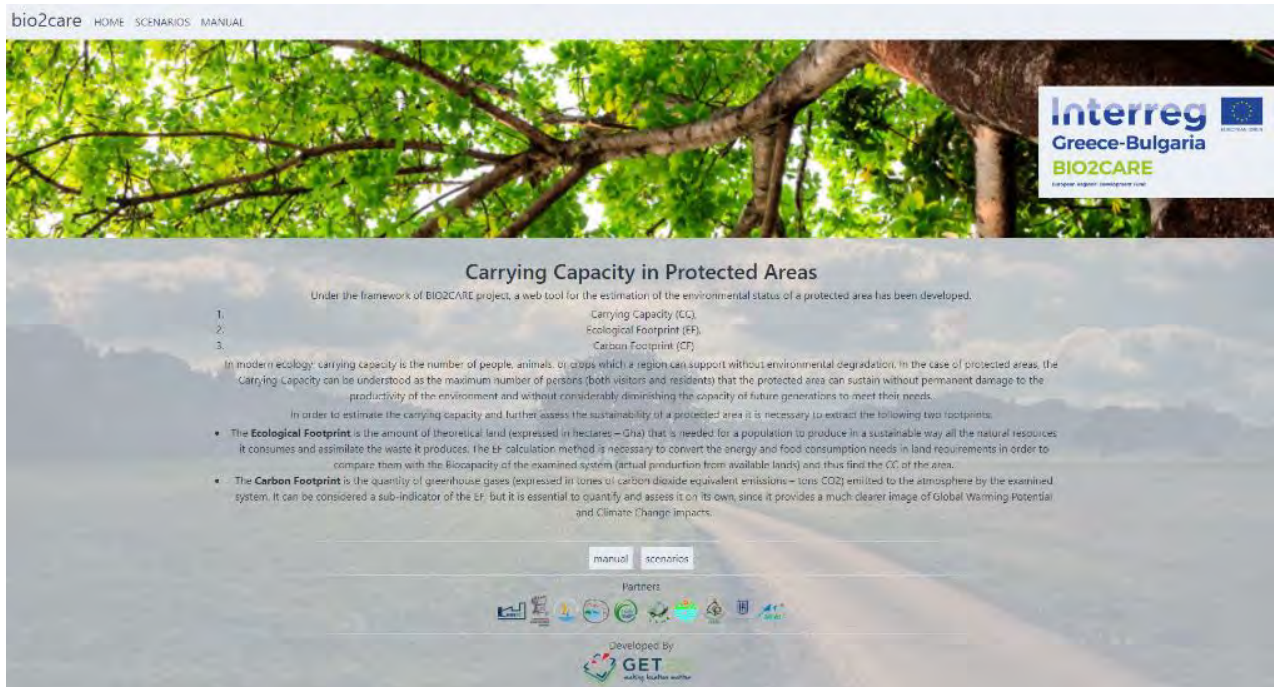 bio2care HOME SCENARIOS MANUAL
Interreg
EUROPEAN UNION
Greece-Bulgaria
BIO2CARE
European Regional Development Fund
Carrying Capacity in Protected Areas
Under the framework of BIO2CARE project, a web tool for the estimation of the environmental status of a protected area has been developed.
1. Carrying Capacity (CC),
2. Ecological Footprint (EF),
3. Carbon Footprint (CF)
In modern ecology: carrying capacity is the number of people, animals, or crops which a region can support without environmental degradation. In the case of protected areas, the
Carrying Capacity can be understood as the maximum number of persons (both visitors and residents) that the protected area can sustain without permanent damage to the
productivity of the environment and without considerably diminishing the capacity of future generations to meet their needs.
In order to estimate the carrying capacity and further assess the sustainability of a protected area it is necessary to extract the following two footprints:
• The Ecological Footprint is the amount of theoretical land (expressed in hectares – Gha) that is needed for a population to produce in a sustainable way all the natural resources
it consumes and assimilate the waste it produces. The EF calculation method is necessary to convert the energy and food consumption needs in land requirements in order to
compare them with the Biocapacity of the examined system (actual production from available lands) and thus find the CC of the area.
• The Carbon Footprint is the quantity of greenhouse gases (expressed in tones of carbon dioxide equivalent emissions – tons CO2) emitted to the atmosphere by the examined
system. It can be considered a sub-indicator of the EF, but it is essential to quantify and assess it on its own, since it provides a much clearer image of Global Warming Potential
and Climate Change impacts.
manual scenarios
Partners
Developed By
GET
making location matter